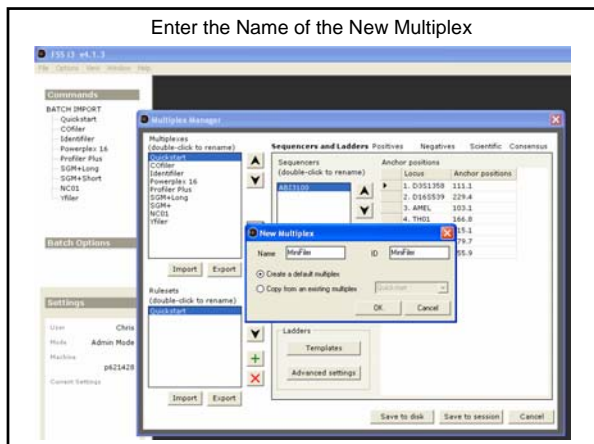 Enter the Name of the New Multiplex
FSS i3 v4.1.3
File Options View Window Help
Commands
BATCH IMPORT
Quickstart
COfiler
Identifiler
Powerplex 16
Profiler Plus
SGM+Long
SGM+Short
NC01
Yfiler
Batch Options
Settings
User Chris
Mode Admin Mode
Machine
p621428
Current Settings
Multiplex Manager
Multiplexes
(double-click to rename)
Quickstart
COfiler
Identifiler
Powerplex 16
Profiler Plus
SGM+Long
SGM+
NC01
Yfiler
Import Export
Rulesets
(double-click to rename)
Quickstart
Import Export
Sequencers and Ladders Positives Negatives Scientific Consensus
Sequencers
(double-click to rename)
ABI3100
Anchor positions
Locus Anchor positions
1. D3S1358 111.1
2. D16S539 229.4
3. AMEL 103.1
4. TH01 166.8
15.1
79.7
55.9
New Multiplex
Name MiniFiler ID MiniFiler
Create a default multiplex
Copy from an existing multiplex Quickstart
OK Cancel
Ladders
Templates
Advanced settings
Save to disk Save to session Cancel